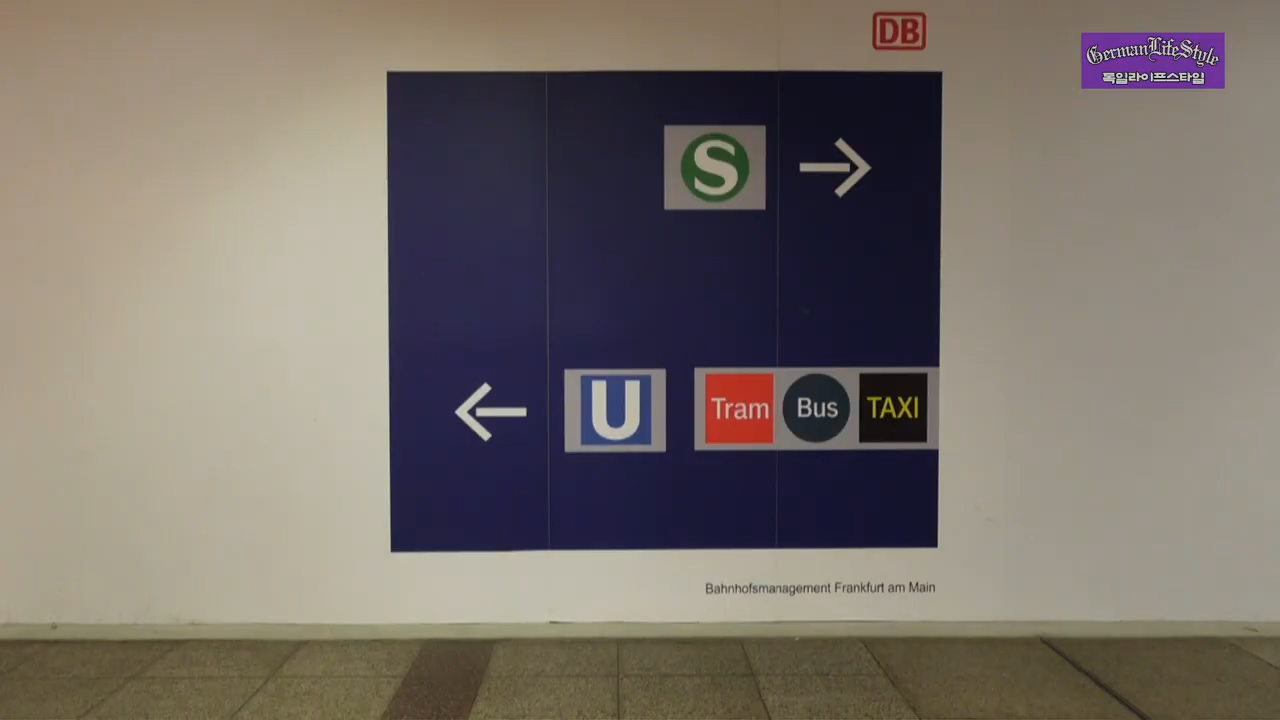 DB
GermanLifeStyle
독일라이프스타일
S
U Tram Bus TAXI
Bahnhofsmanagement Frankfurt am Main